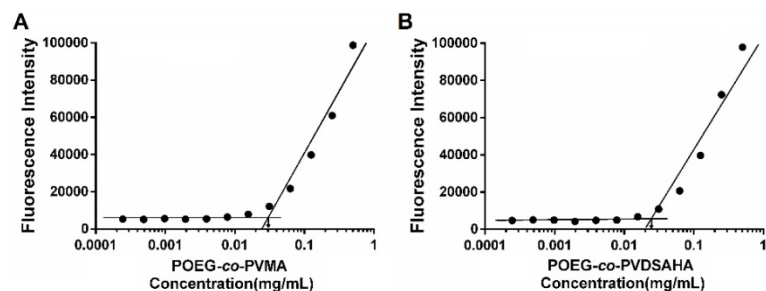 A
Fluorescence Intensity
100000
80000
60000
40000
20000
0
0.0001 0.001 0.01 0.1 1
POEG-co-PVMA
Concentration(mg/mL)
B
Fluorescence Intensity
100000
80000
60000
40000
20000
0
0.0001 0.001 0.01 0.1 1
POEG-co-PVDSAHA
Concentration(mg/mL)